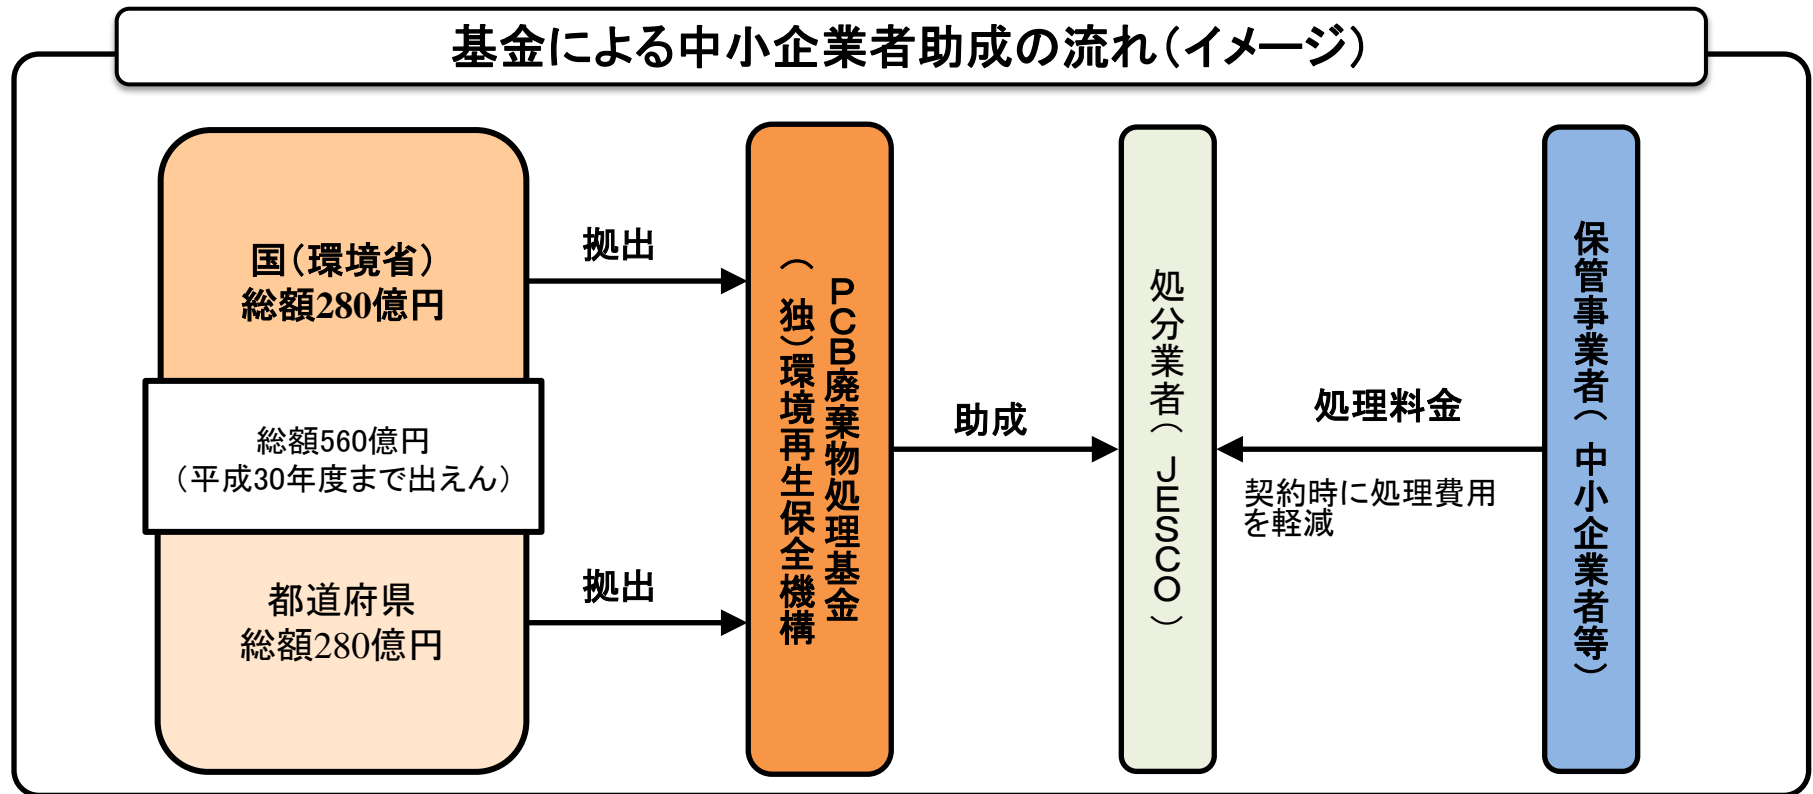 基金による中小企業者助成の流れ（イメージ）
国（環境省）
総額280億円
総額560億円
（平成30年度まで出えん）
都道府県
総額280億円
拠出
拠出
ＰＣＢ廃棄物処理基金
（独）環境再生保全機構
助成
処分業者（ＪＥＳＣＯ）
処理料金
契約時に処理費用
を軽減
保管事業者（中小企業者等）